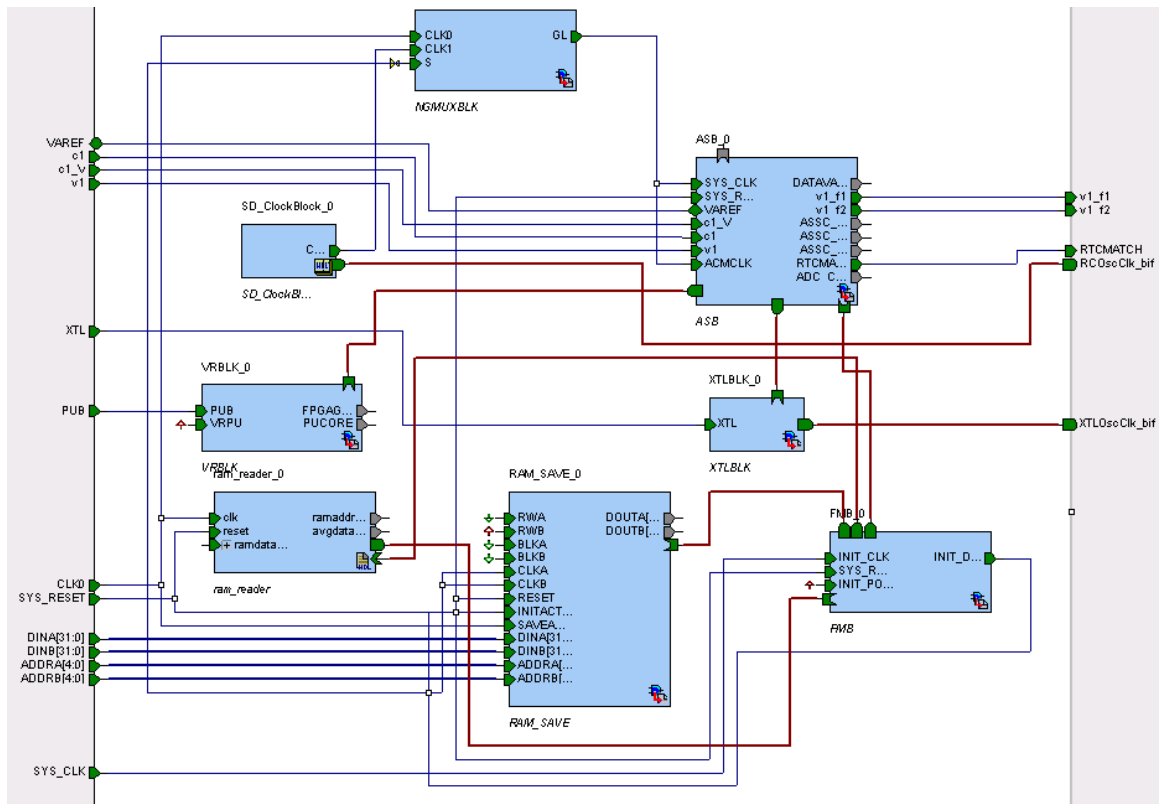 CLK0
CLK1
S
GL
NGMUXBLK
VAREF
c1
c1_V
v1
ASB_0
SYS_CLK
SYS_R...
VAREF
c1_V
c1
v1
ACMCLK
DATAVA...
v1_f1
v1_f2
ASSC_...
ASSC_...
ASSC_...
RTCMA...
ADC_C...
ASB
v1_f1
v1_f2
RTCMATCH
RCOscClk_bif
SD_ClockBlock_0
C...
HDL
SD_ClockBl...
XTL
VRBLK_0
PUB
PUB
VRPU
FPGAG...
PUCORE
VRBLK
XTLBLK_0
XTL
XTLBLK
XTLOscClk_bif
ram_reader_0
clk
reset
ramdata...
ramaddr...
avgdata...
HDL
ram_reader
RAM_SAVE_0
RWA
RWB
BLKA
BLKB
CLKA
CLKB
RESET
INITACT...
SAVEA...
DINA[31...
DINB[31...
ADDRA[...
ADDRB[...
DOUTA[...
DOUTB[...
RAM_SAVE
FMB_0
INIT_CLK
SYS_R...
INIT_PO...
INIT_D...
FMB
CLK0
SYS_RESET
DINA[31:0]
DINB[31:0]
ADDRA[4:0]
ADDRB[4:0]
SYS_CLK